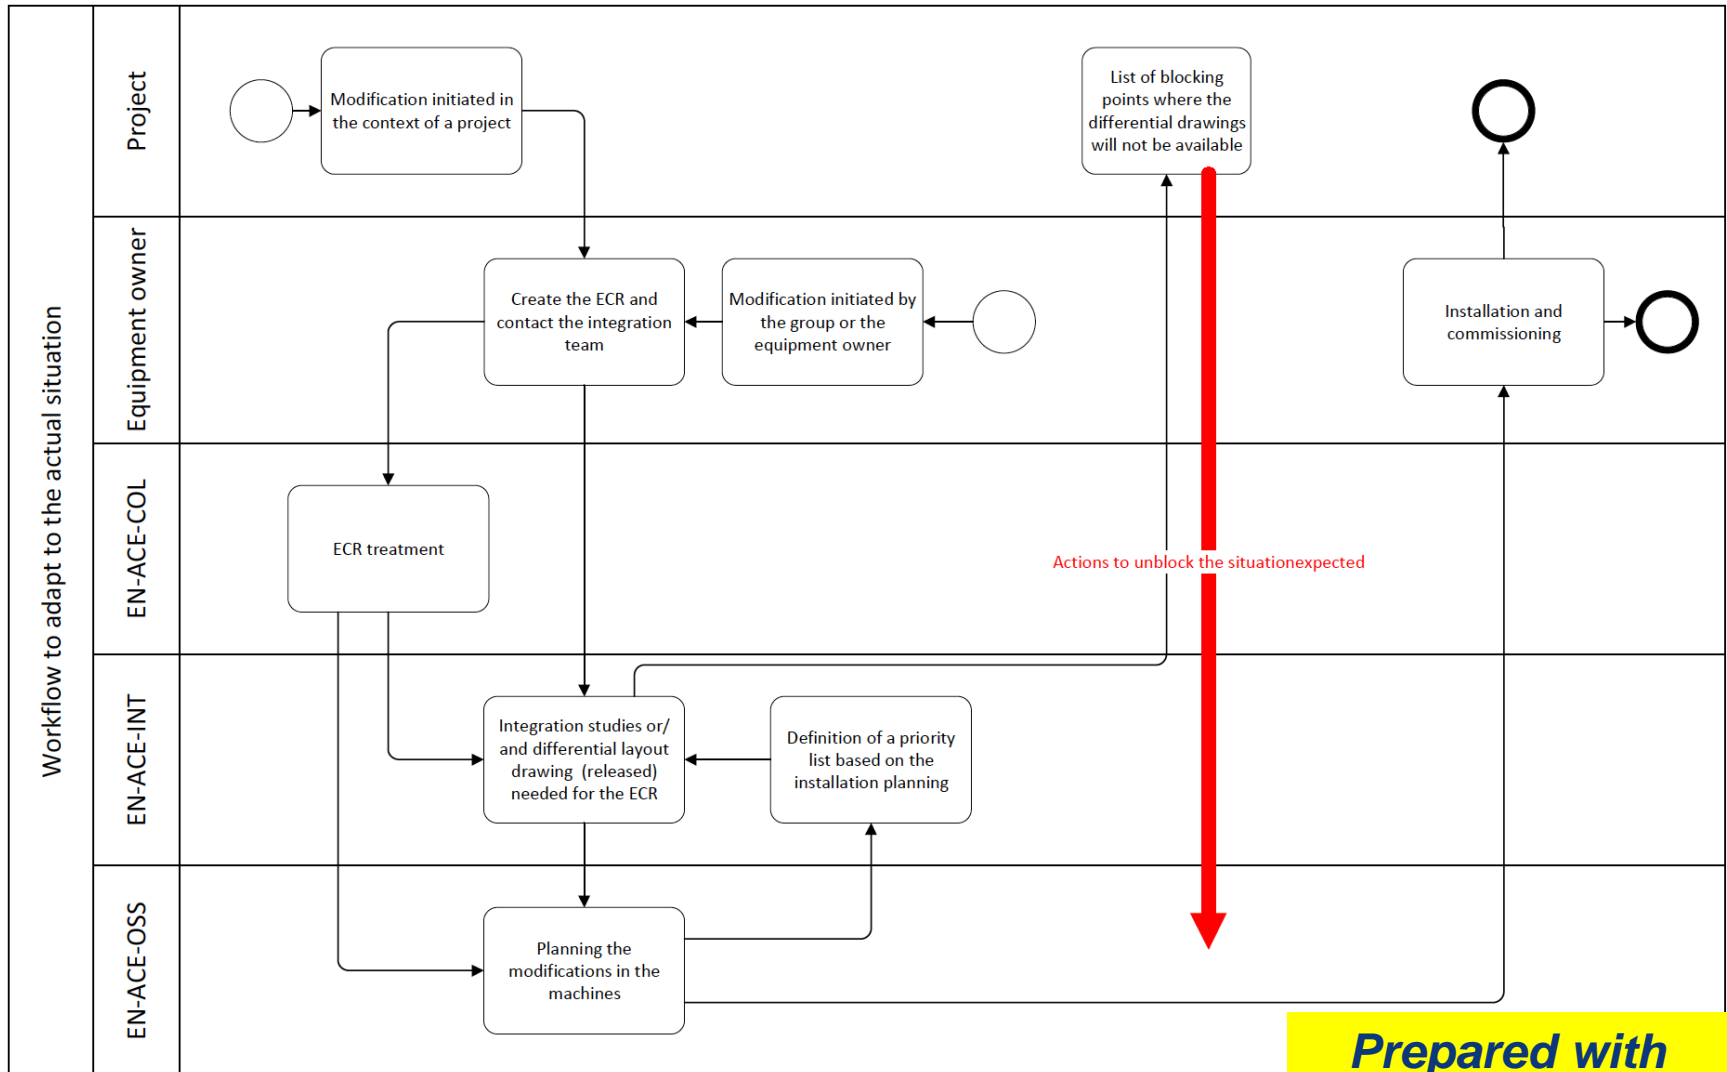 Workflow to adapt to the actual situation
Project
Modification initiated in
the context of a project
List of blocking
points where the
differential drawings
will not be available
Equipment owner
Create the ECR and
contact the integration
team
Modification initiated by
the group or the
equipment owner
Installation and
commissioning
EN-ACE-COL
ECR treatment
Actions to unblock the situationexpected
EN-ACE-INT
Integration studies or/
and differential layout
drawing (released)
needed for the ECR
Definition of a priority
list based on the
installation planning
EN-ACE-OSS
Planning the
modifications in the
machines
Prepared with